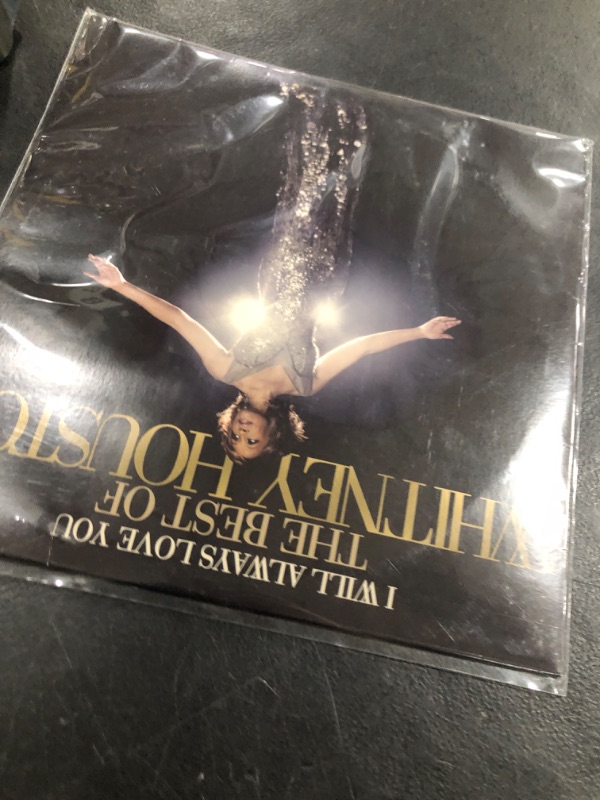 I WILL ALWAYS LOVE YOU
THE BEST OF
WHITNEY HOUSTO